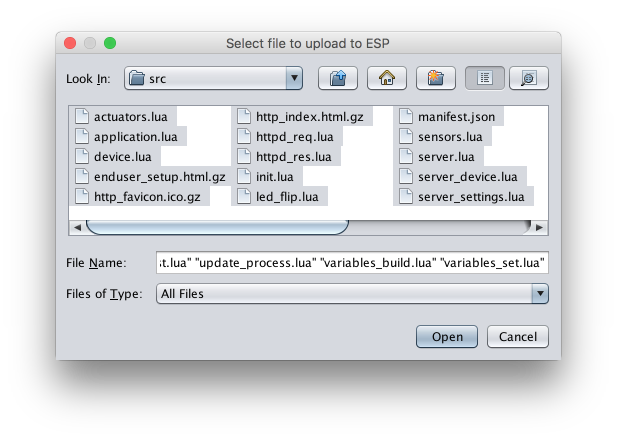 Select file to upload to ESP
Look In: src
actuators.lua http_index.html.gz manifest.json
application.lua httpd_req.lua sensors.lua
device.lua httpd_res.lua server.lua
enduser_setup.html.gz init.lua server_device.lua
http_favicon.ico.gz led_flip.lua server_settings.lua
File Name: st.lua" "update_process.lua" "variables_build.lua" "variables_set.lua"
Files of Type: All Files
Open Cancel